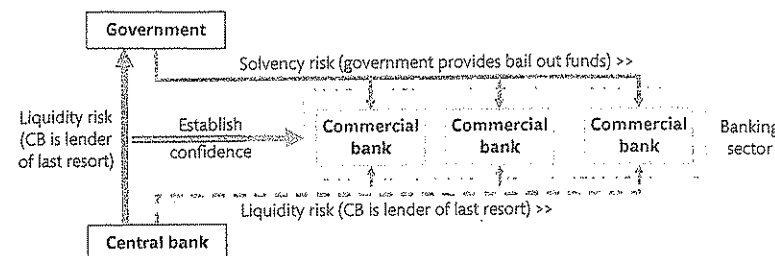 Government
Solvency risk (government provides bail out funds) >>
Liquidity risk
(CB is lender
of last resort)
Establish
confidence
Commercial
bank
Commercial
bank
Commercial
bank
Banking
sector
Liquidity risk (CB is lender of last resort) >>
Central bank